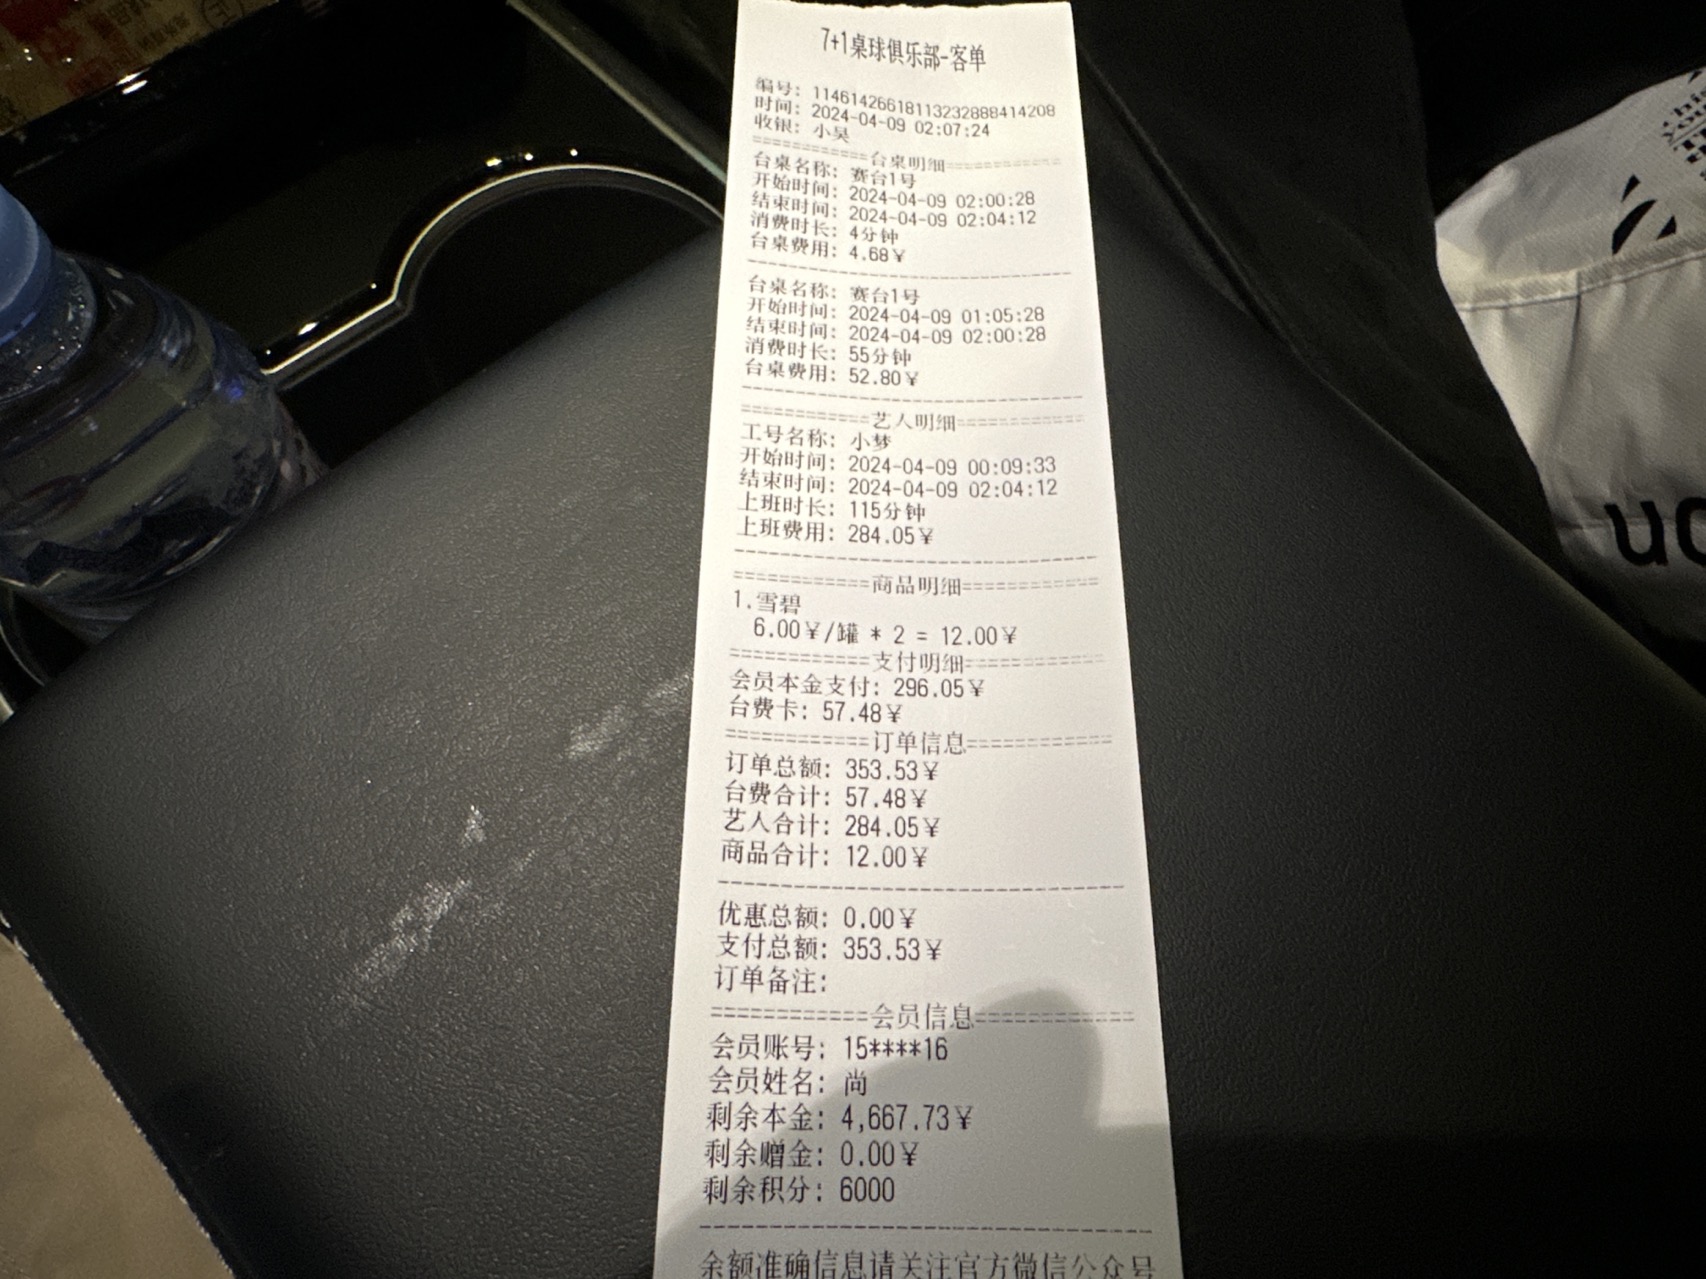 7+1桌球俱乐部-客单
编号: 1146142661811323288841420​8
时间: 2024-04-09 02:07:24
收银: 小吴
============台桌明细============
台桌名称: 赛台1号
开始时间: 2024-04-09 02:00:28
结束时间: 2024-04-09 02:04:12
消费时长: 4分钟
台桌费用: 4.68¥
台桌名称: 赛台1号
开始时间: 2024-04-09 01:05:28
结束时间: 2024-04-09 02:00:28
消费时长: 55分钟
台桌费用: 52.80¥
============艺人明细============
工号名称: 小梦
开始时间: 2024-04-09 00:09:33
结束时间: 2024-04-09 02:04:12
上班时长: 115分钟
上班费用: 284.05¥
============商品明细============
1.雪碧
6.00¥/罐 * 2 = 12.00¥
============支付明细============
会员本金支付: 296.05¥
台费卡: 57.48¥
============订单信息============
订单总额: 353.53¥
台费合计: 57.48¥
艺人合计: 284.05¥
商品合计: 12.00¥
优惠总额: 0.00¥
支付总额: 353.53¥
订单备注:
============会员信息============
会员账号: 15****16
会员姓名: 尚
剩余本金: 4,667.73¥
剩余赠金: 0.00¥
剩余积分: 6000
余额准确信息请关注官方微信公众号